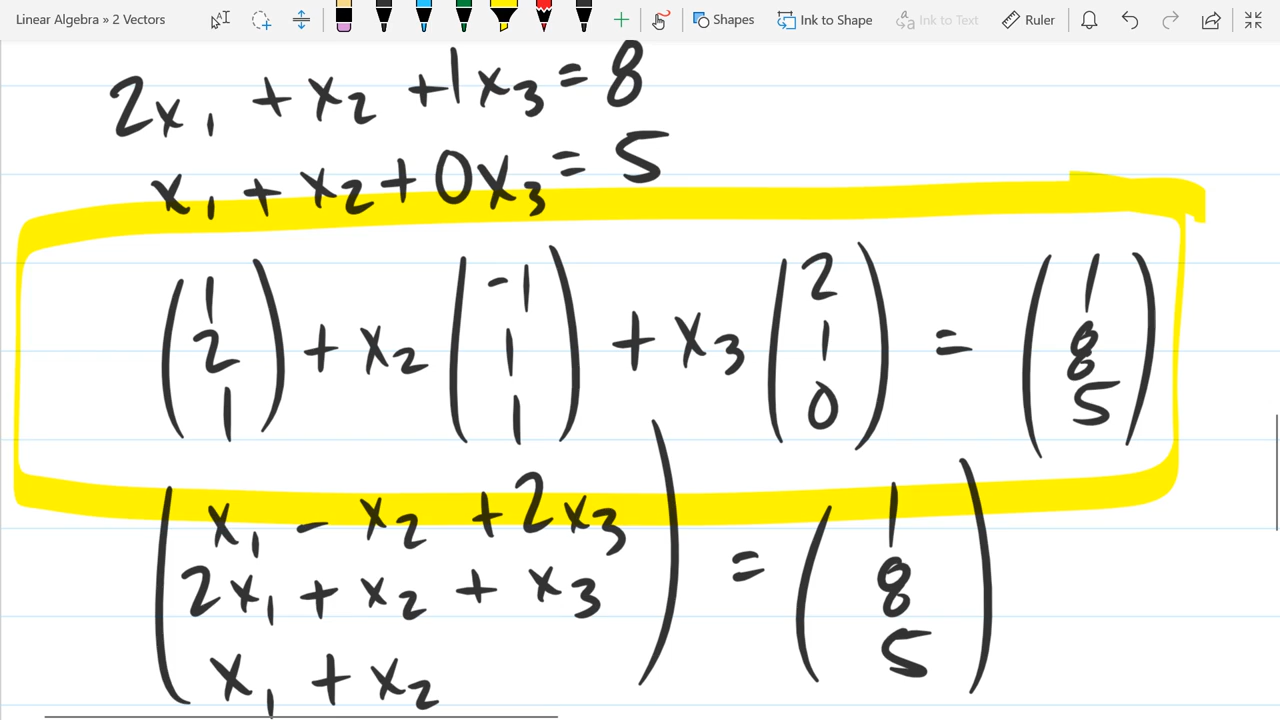 Linear Algebra » 2 Vectors Shapes Ink to Shape Ink to Text Ruler
2x₁ + x₂ + 1x₃ = 8
x₁ + x₂ + 0x₃ = 5
(1 2 1) + x₂ (-1 1 1) + x₃ (2 1 0) = (1 8 5)
(x₁ - x₂ + 2x₃
2x₁ + x₂ + x₃
x₁ + x₂) = (1 8 5)